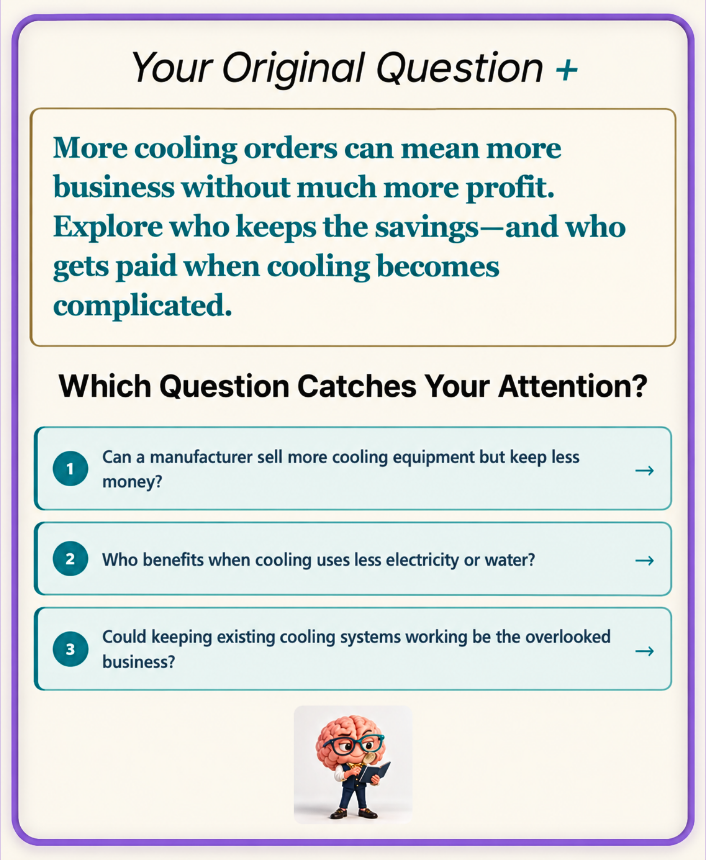 Your Original Question +
More cooling orders can mean more
business without much more profit.
Explore who keeps the savings—and who
gets paid when cooling becomes
complicated.
Which Question Catches Your Attention?
1 Can a manufacturer sell more cooling equipment but keep less
money? →
2 Who benefits when cooling uses less electricity or water? →
3 Could keeping existing cooling systems working be the overlooked
business? →